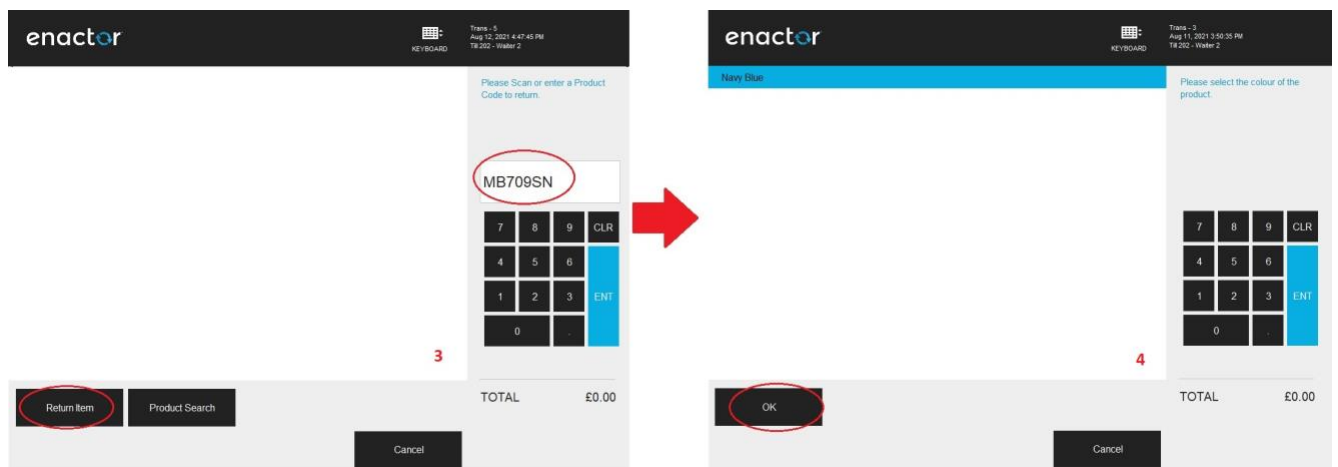 enactor
KEYBOARD
Trans - 5
Aug 12, 2021 4:47:45 PM
Till 202 - Waiter 2
Please Scan or enter a Product
Code to return.
MB709SN
7 8 9 CLR
4 5 6
1 2 3 ENT
0 .
3
Return Item Product Search
TOTAL £0.00
Cancel
enactor
KEYBOARD
Trans - 3
Aug 11, 2021 3:50:35 PM
Till 202 - Waiter 2
Navy Blue
Please select the colour of the
product.
7 8 9 CLR
4 5 6
1 2 3 ENT
0 .
4
OK
TOTAL £0.00
Cancel